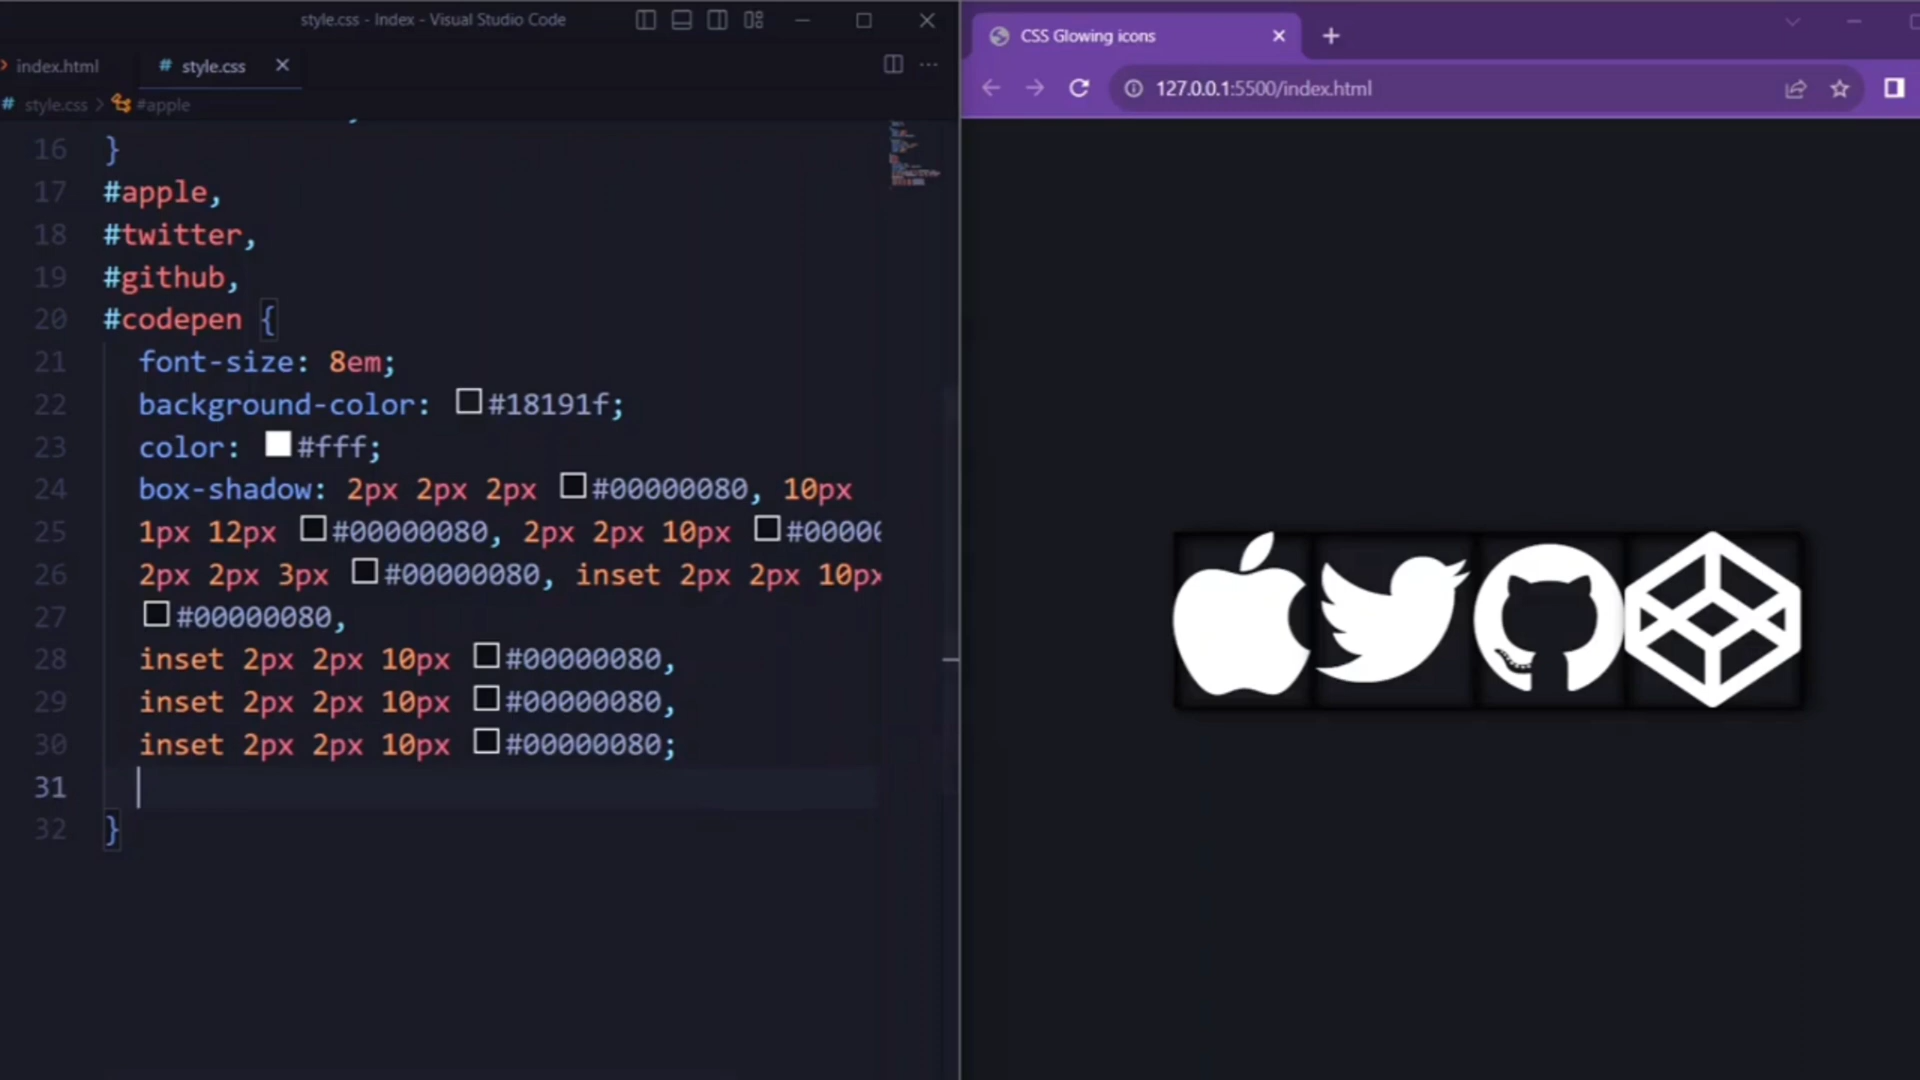 style.css - Index - Visual Studio Code
index.html
# style.css
# style.css > #apple
16 }
17 #apple,
18 #twitter,
19 #github,
20 #codepen {
21 font-size: 8em;
22 background-color: #18191f;
23 color: #fff;
24 box-shadow: 2px 2px 2px #00000080, 10px
25 1px 12px #00000080, 2px 2px 10px #00000
26 2px 2px 3px #00000080, inset 2px 2px 10px
27 #00000080,
28 inset 2px 2px 10px #00000080,
29 inset 2px 2px 10px #00000080,
30 inset 2px 2px 10px #00000080;
31
32 }
CSS Glowing icons
127.0.0.1:5500/index.html